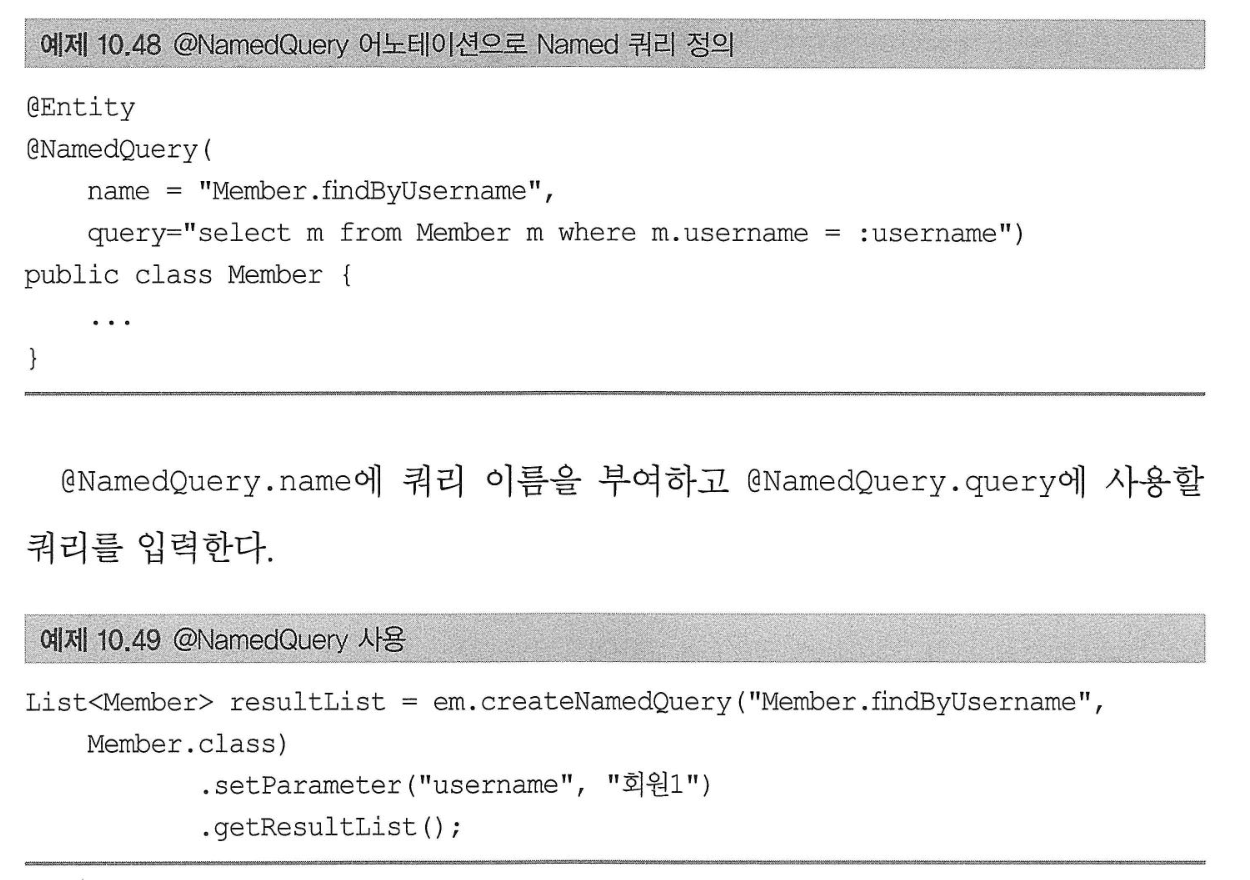 예제 10.48 @NamedQuery 어노테이션으로 Named 쿼리 정의
@Entity
@NamedQuery(
    name = "Member.findByUsername",
    query="select m from Member m where m.username = :username")
public class Member {
    ...
}
@NamedQuery.name에 쿼리 이름을 부여하고 @NamedQuery.query에 사용할
쿼리를 입력한다.
예제 10.49 @NamedQuery 사용
List<Member> resultList = em.createNamedQuery("Member.findByUsername",
    Member.class)
        .setParameter("username", "회원1")
        .getResultList();